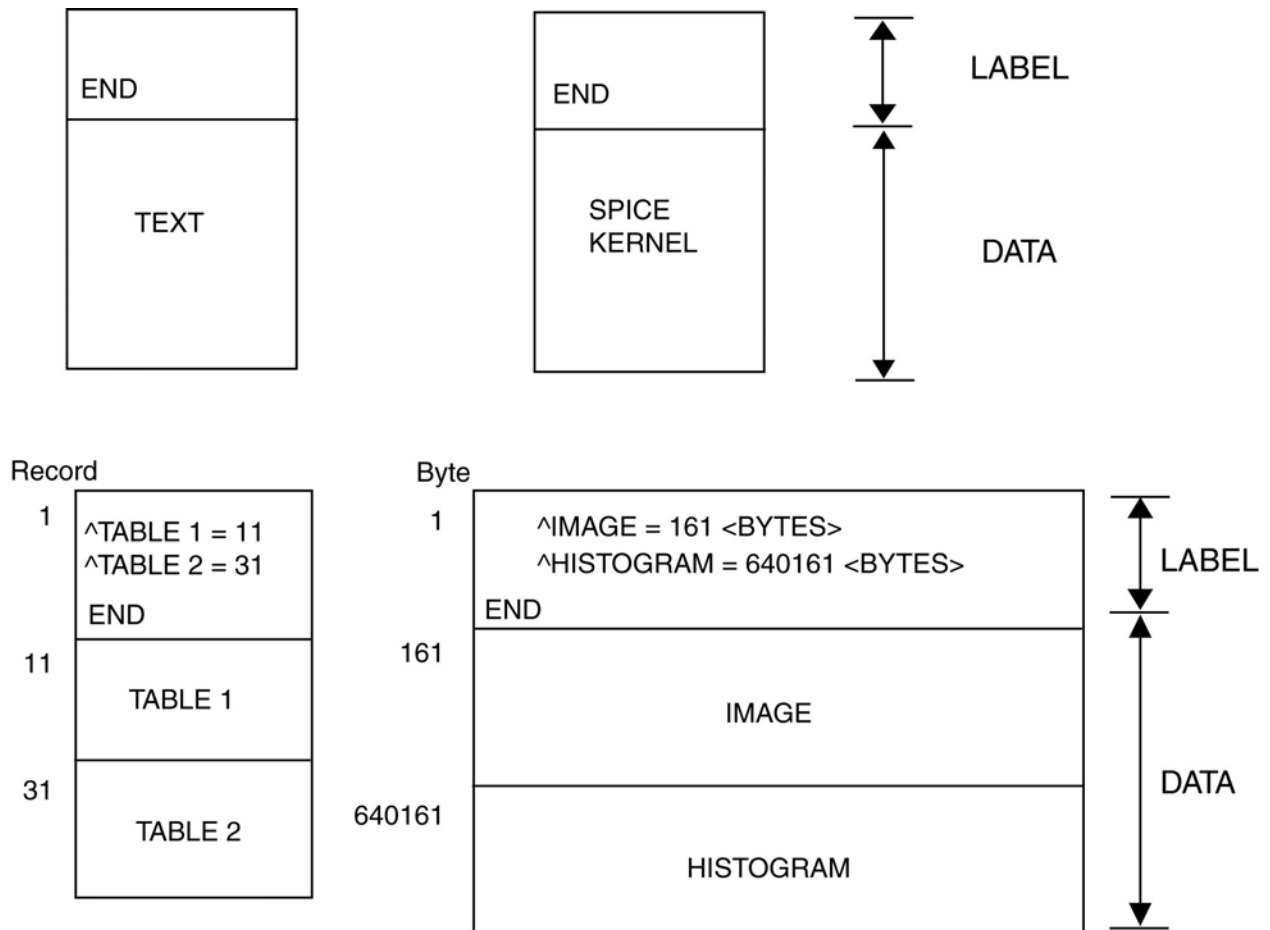 END
TEXT
END
SPICE
KERNEL
LABEL
DATA
Record
1
^TABLE 1 = 11
^TABLE 2 = 31
END
11
TABLE 1
31
TABLE 2
Byte
1
^IMAGE = 161 <BYTES>
^HISTOGRAM = 640161 <BYTES>
END
161
IMAGE
640161
HISTOGRAM
LABEL
DATA